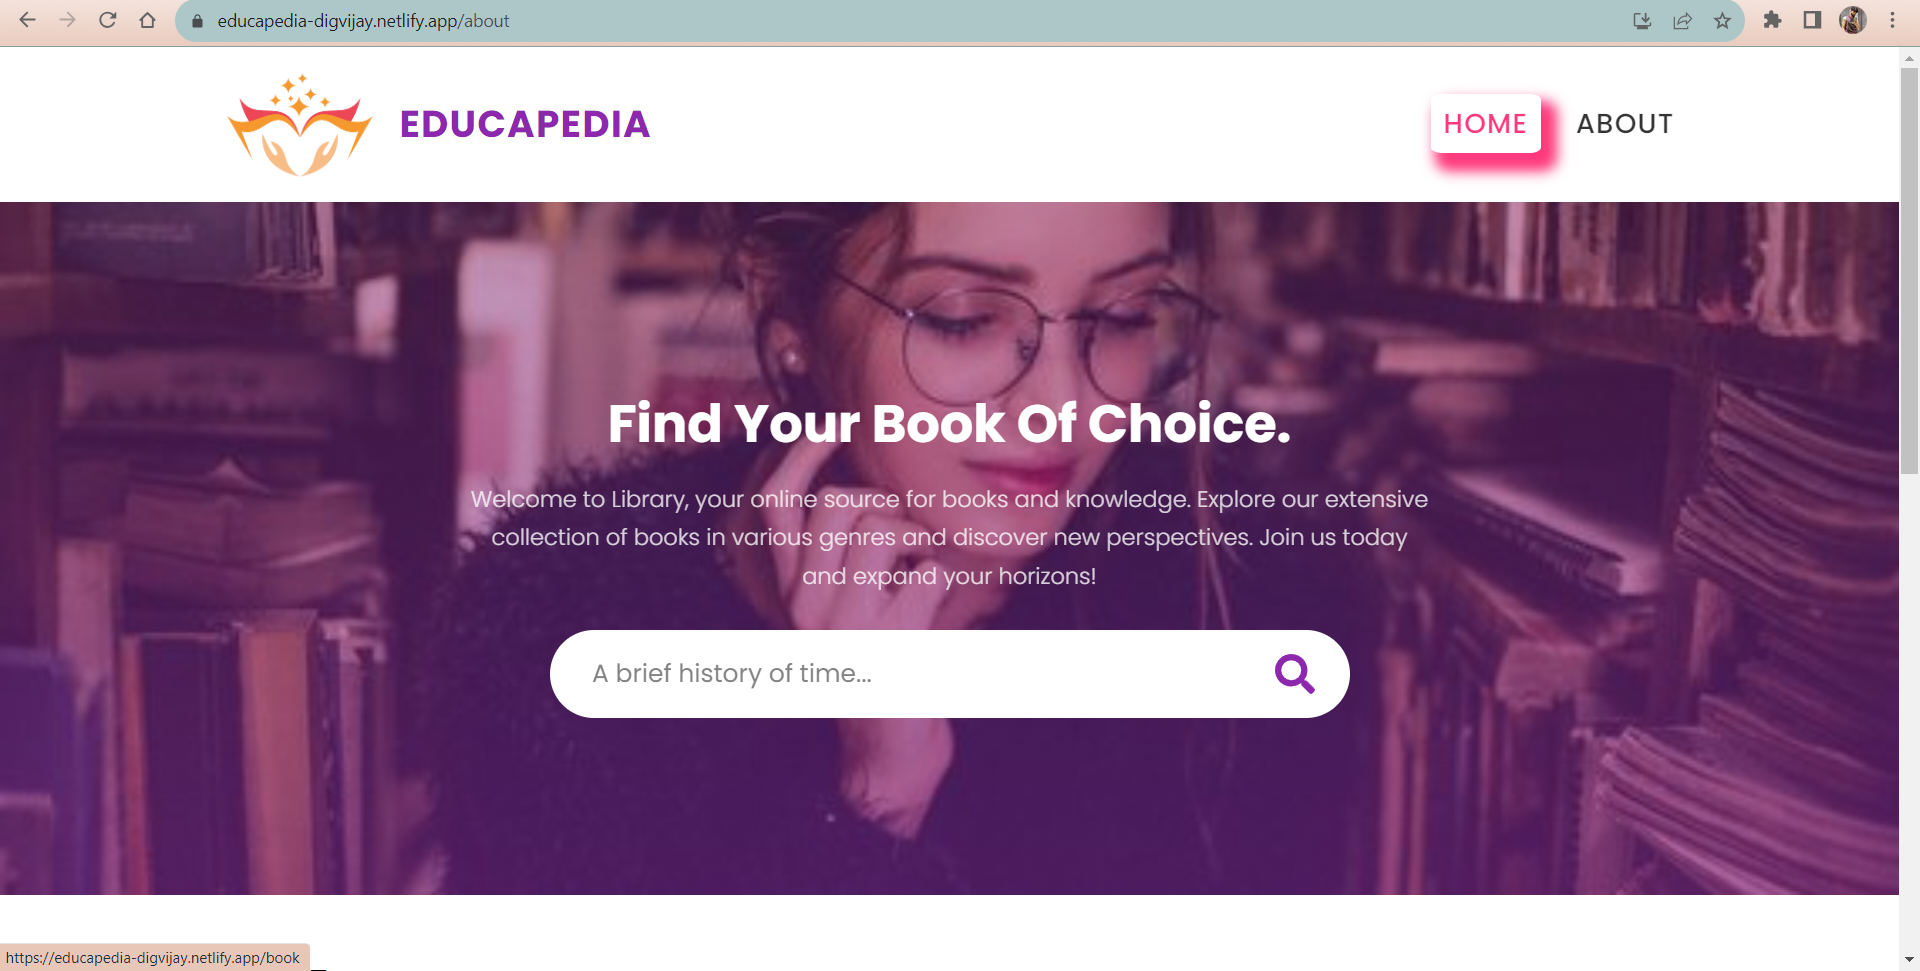 educapedia-digvijay.netlify.app/about
EDUCAPEDIA
HOME
ABOUT
Find Your Book Of Choice.
Welcome to Library, your online source for books and knowledge. Explore our extensive
collection of books in various genres and discover new perspectives. Join us today
and expand your horizons!
A brief history of time...
https://educapedia-digvijay.netlify.app/book